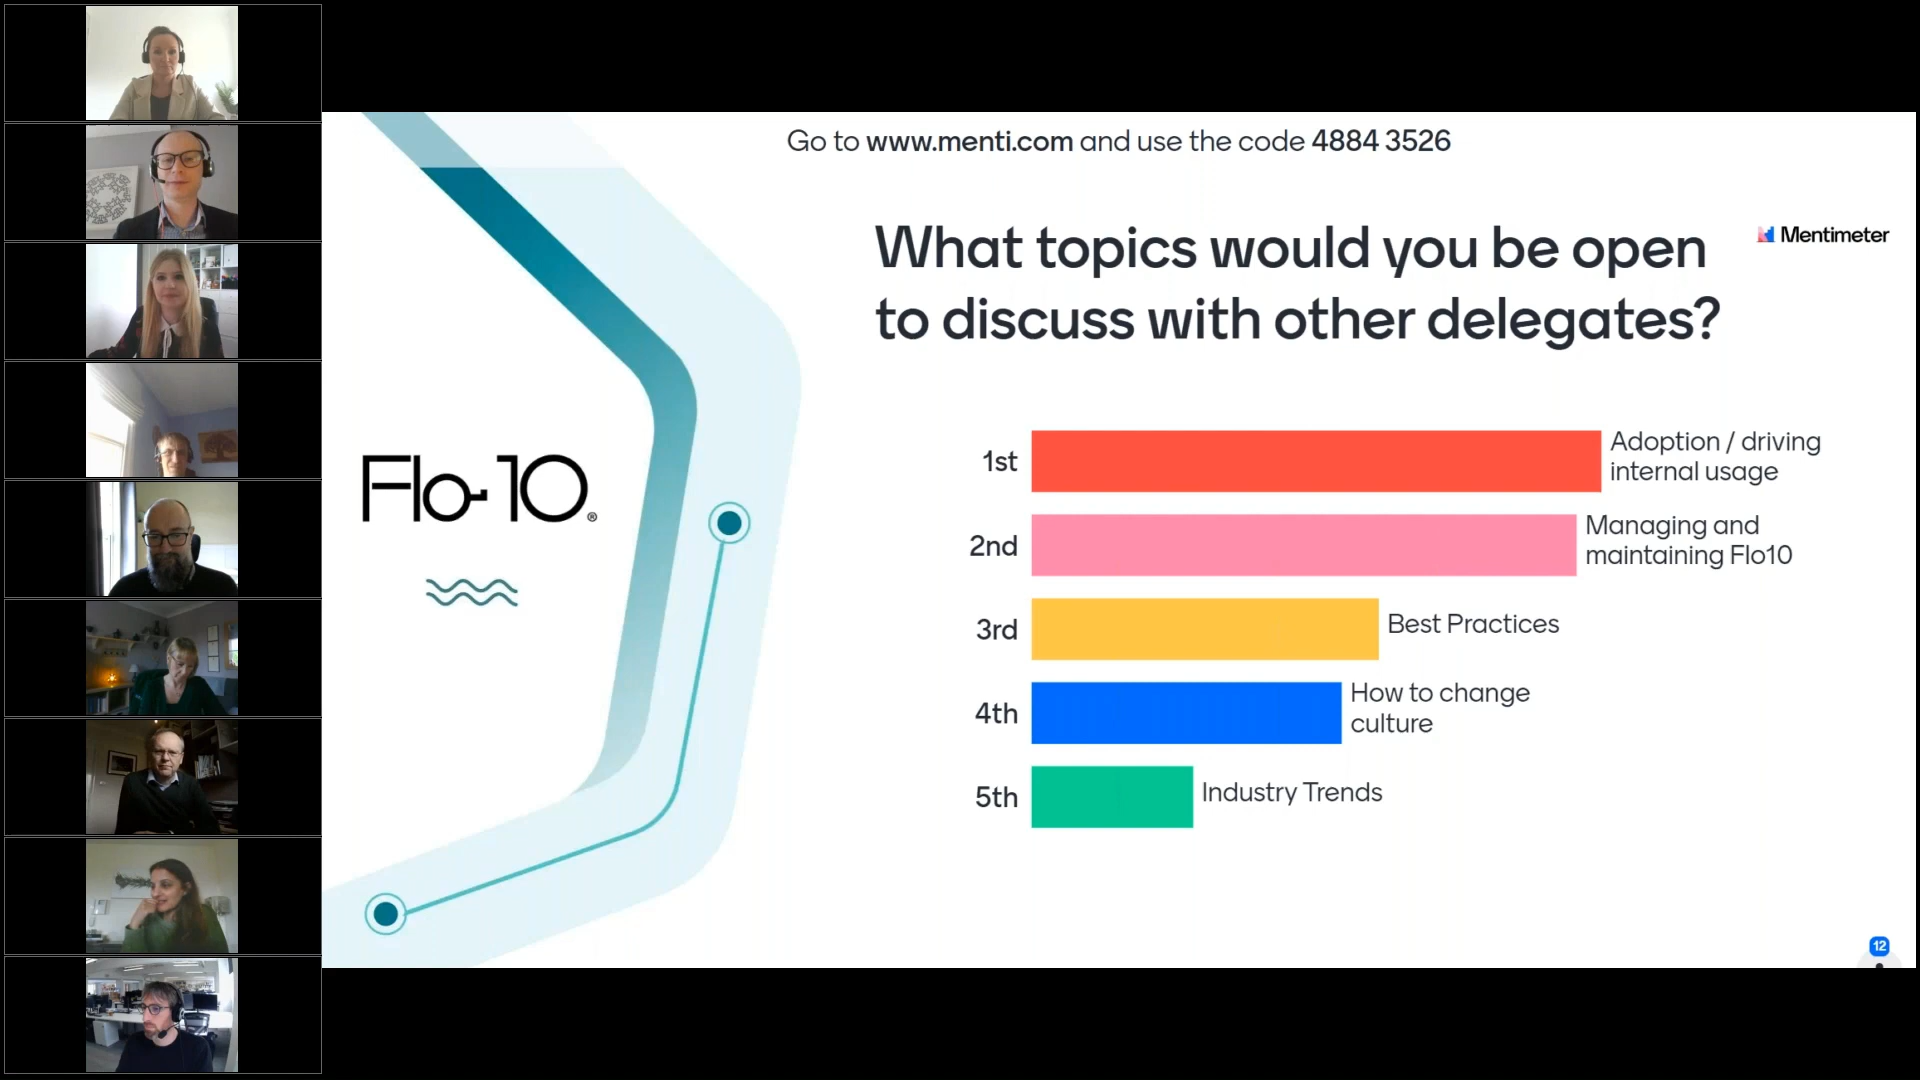 Go to www.menti.com and use the code 4884 3526
What topics would you be open
to discuss with other delegates?
Mentimeter
Flo-10®
1st
Adoption / driving
internal usage
2nd
Managing and
maintaining Flo10
3rd
Best Practices
4th
How to change
culture
5th
Industry Trends
12